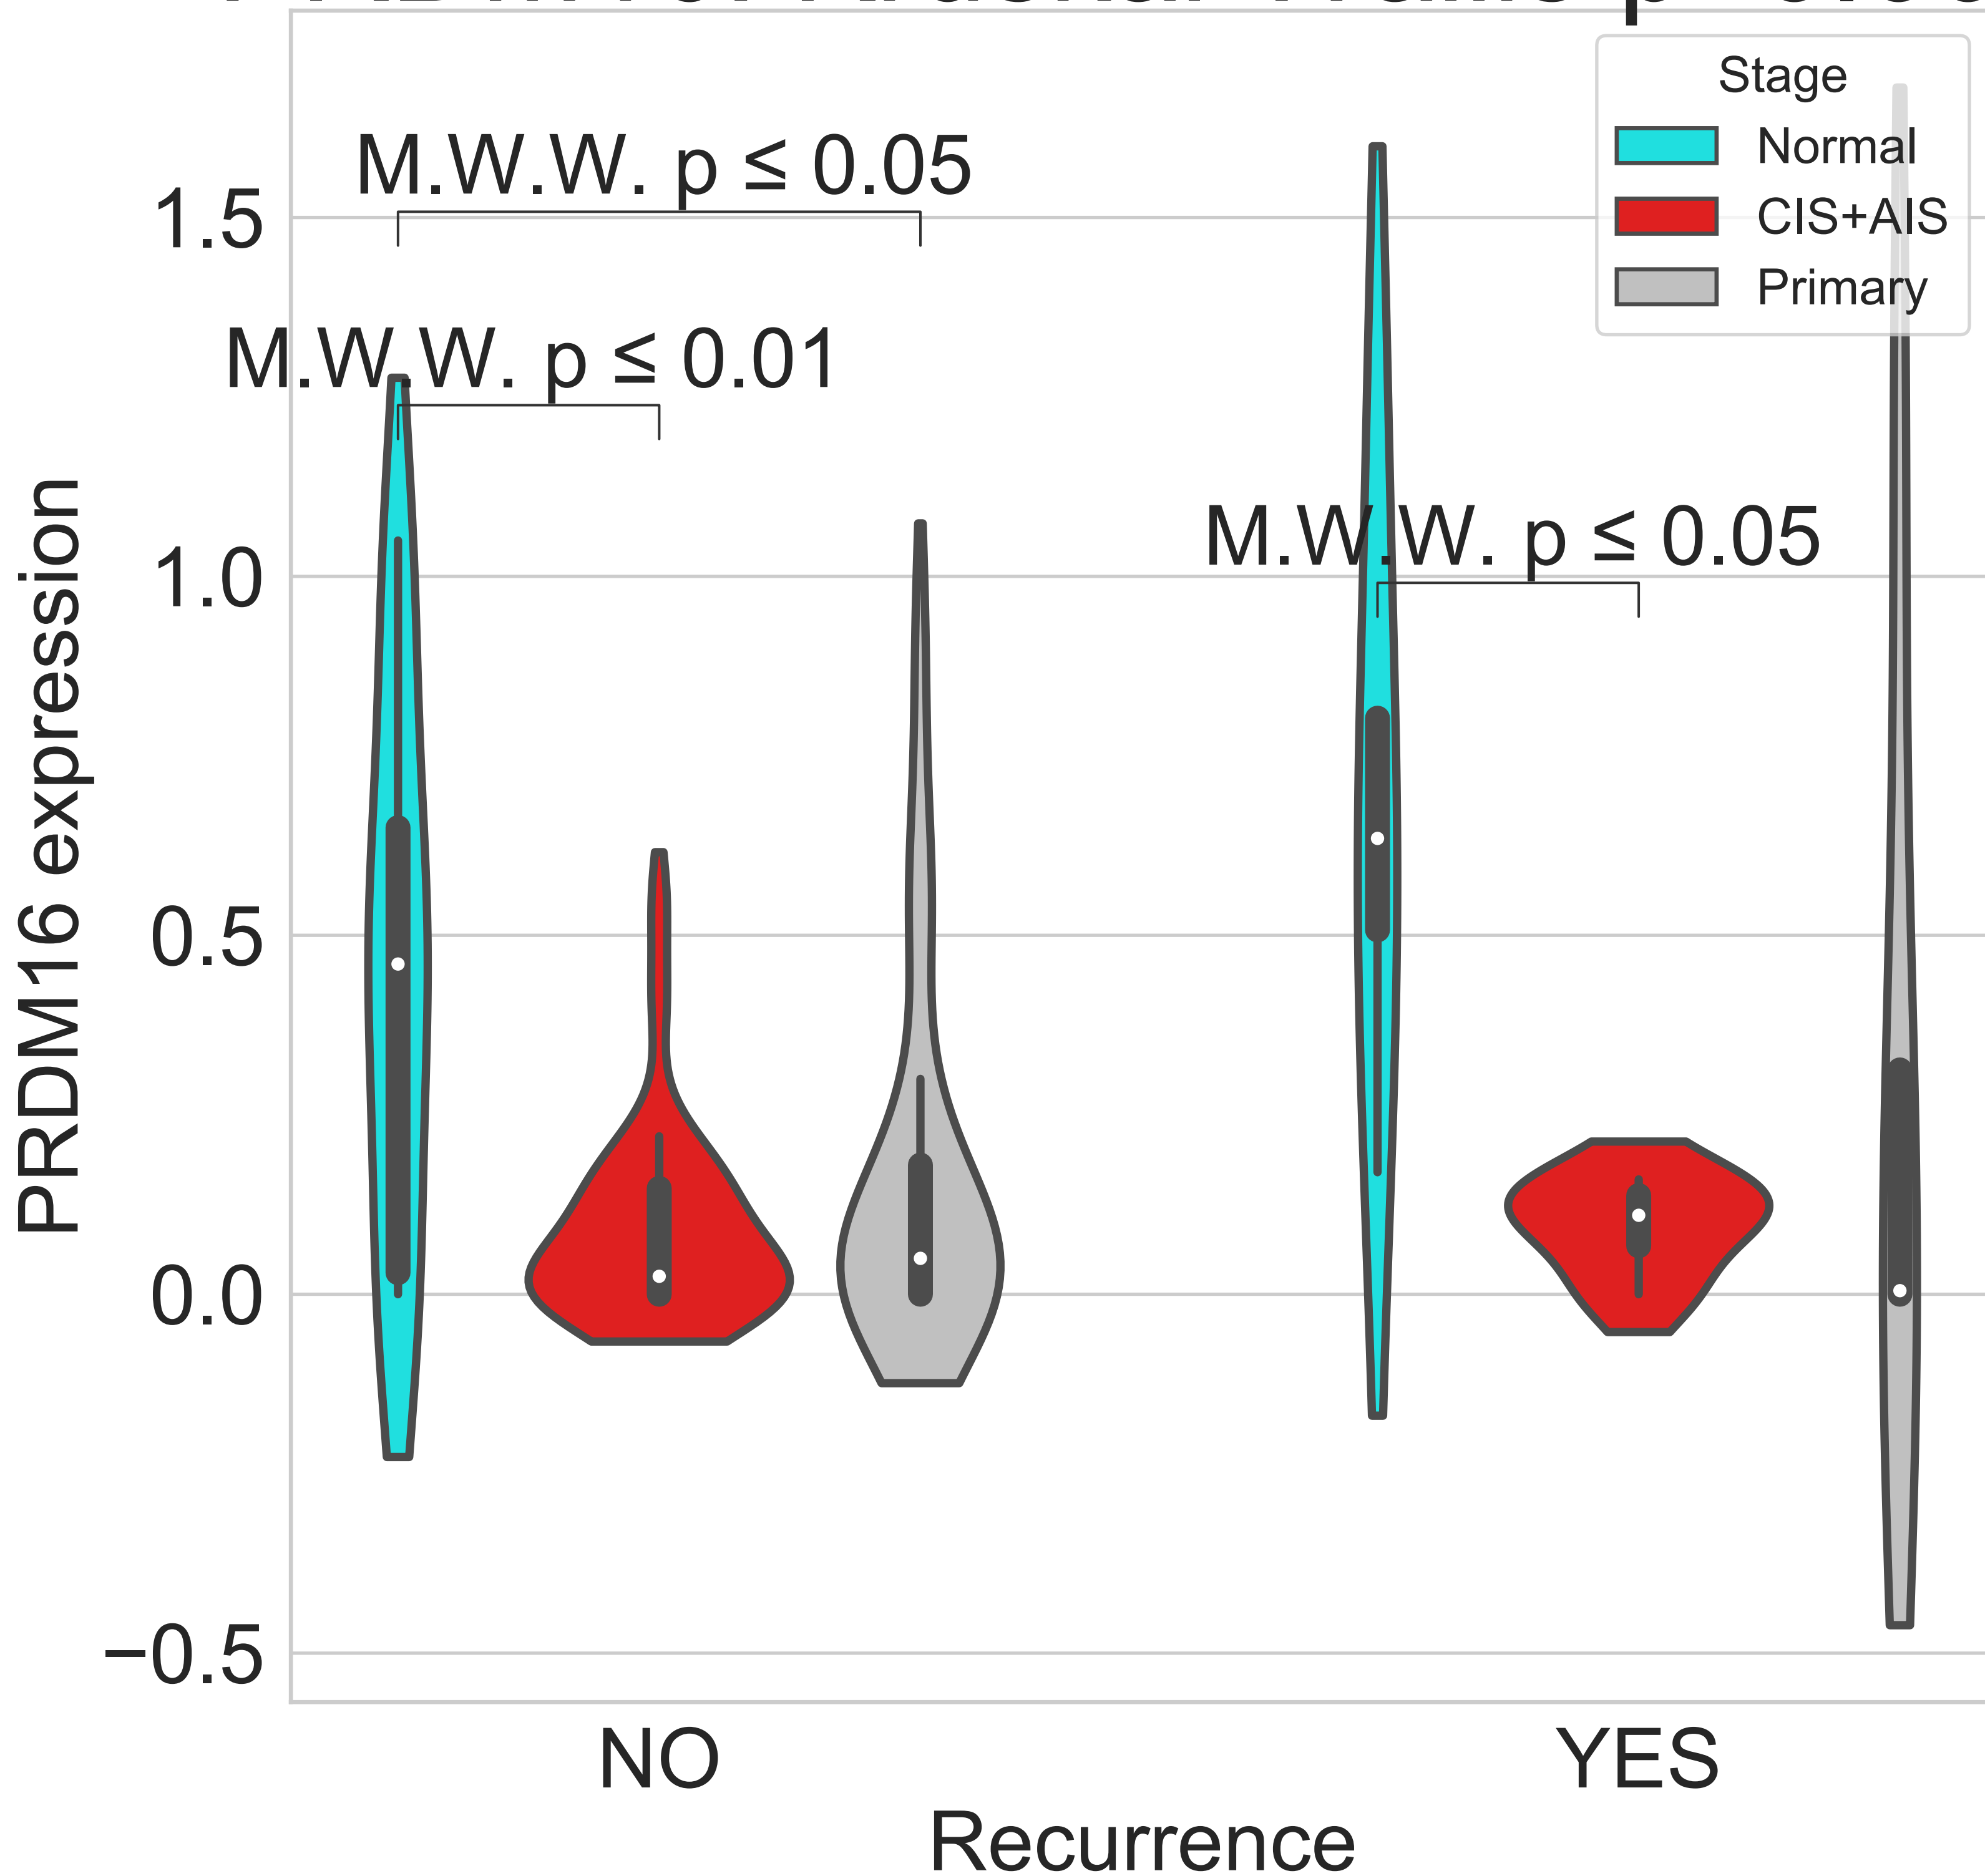 Stage
Normal
CIS+AIS
Primary
M.W.W. p ≤ 0.05
M.W.W. p ≤ 0.01
M.W.W. p ≤ 0.05
1.5
1.0
0.5
0.0
−0.5
PRDM16 expression
NO
YES
Recurrence